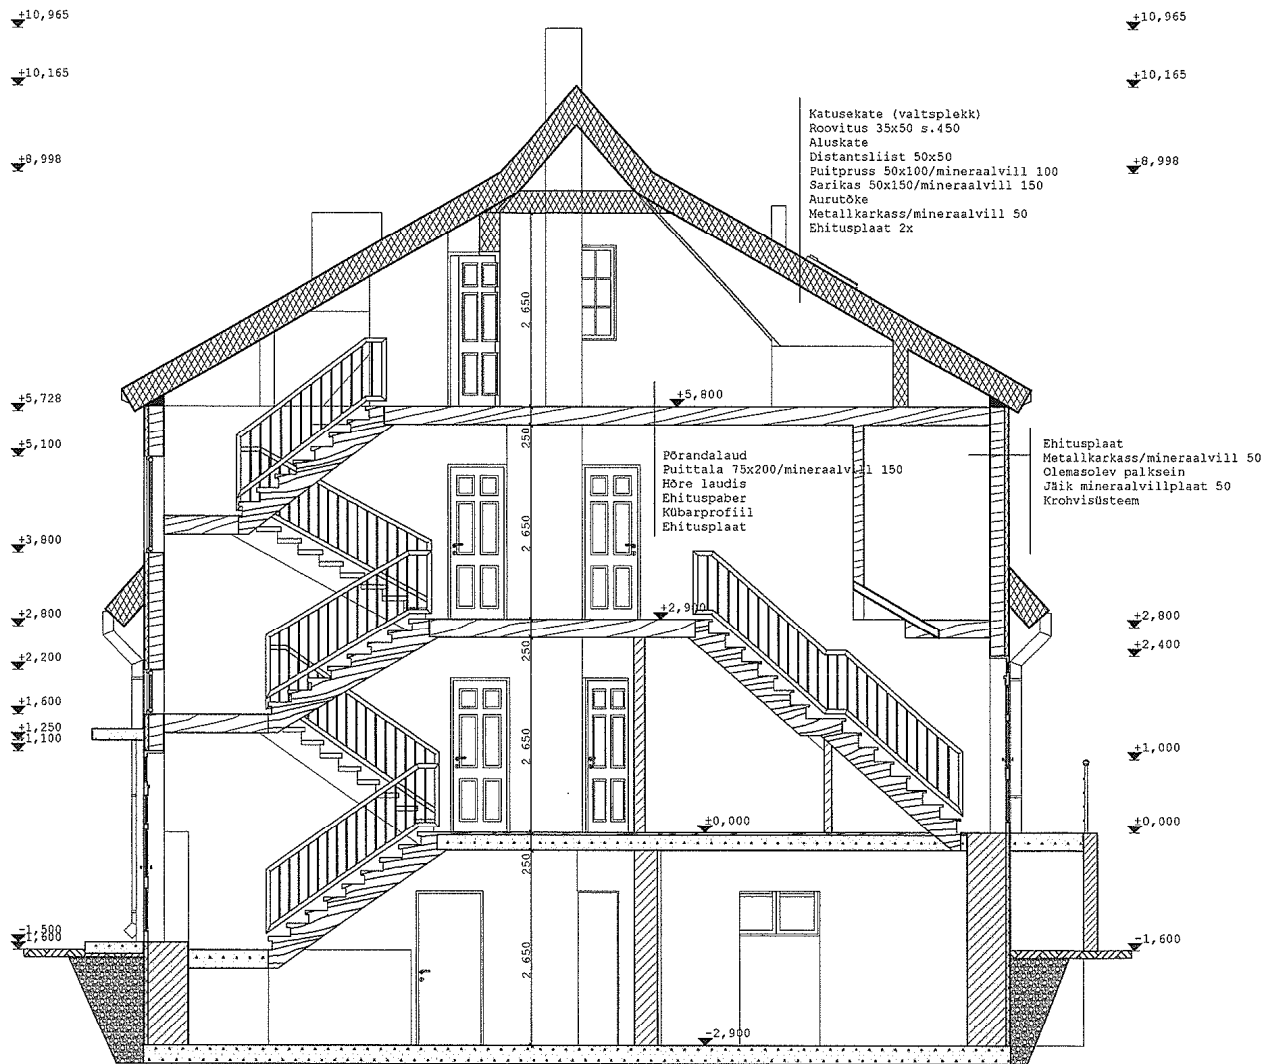 +10,965
+10,965
+10,165
+10,165
+8,998
+8,998
Katusekate (valtsplekk)
Roovitus 35x50 s.450
Aluskate
Distantsliist 50x50
Puitpruss 50x100/mineraalvill 100
Sarikas 50x150/mineraalvill 150
Aurutõke
Metallkarkass/mineraalvill 50
Ehitusplaat 2x
2 650
+5,728
+5,800
+5,100
250
Põrandalaud
Puittala 75x200/mineraalvill 150
Hõre laudis
Ehituspaber
Kübarprofiil
Ehitusplaat
Ehitusplaat
Metallkarkass/mineraalvill 50
Olemasolev palksein
Jäik mineraalvillplaat 50
Krohvisüsteem
+3,800
2 650
+2,800
+2,900
+2,800
250
+2,200
+2,400
+1,600
+1,250
+1,100
2 650
+1,000
±0,000
±0,000
250
-1,500
-1,600
-1,600
2 650
-2,900